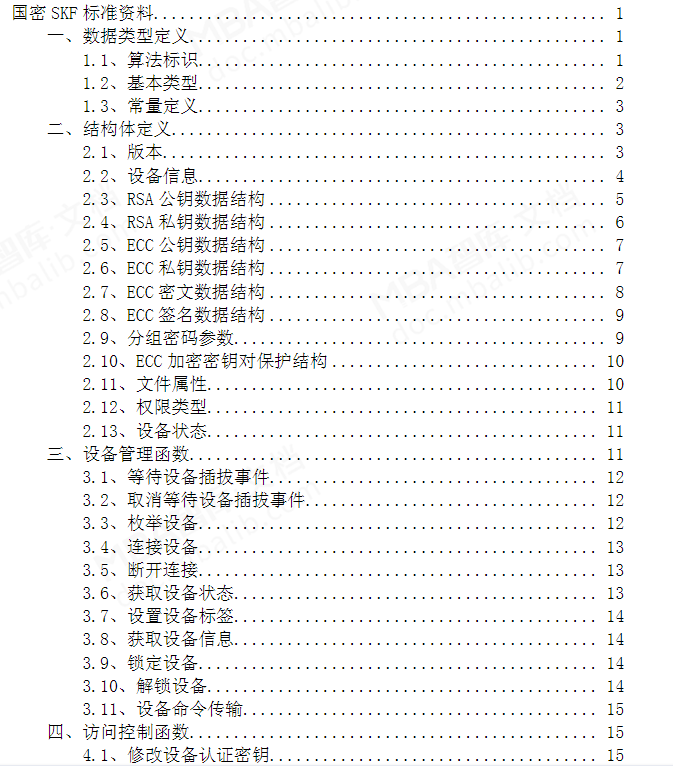 国密 SKF 标准资料 1
一、数据类型定义 1
1.1、算法标识 1
1.2、基本类型 2
1.3、常量定义 3
二、结构体定义 3
2.1、版本 3
2.2、设备信息 4
2.3、RSA 公钥数据结构 5
2.4、RSA 私钥数据结构 6
2.5、ECC 公钥数据结构 7
2.6、ECC 私钥数据结构 7
2.7、ECC 密文数据结构 8
2.8、ECC 签名数据结构 9
2.9、分组密码参数 9
2.10、ECC 加密密钥对保护结构 10
2.11、文件属性 10
2.12、权限类型 11
2.13、设备状态 11
三、设备管理函数 11
3.1、等待设备插拔事件 12
3.2、取消等待设备插拔事件 12
3.3、枚举设备 12
3.4、连接设备 13
3.5、断开连接 13
3.6、获取设备状态 13
3.7、设置设备标签 14
3.8、获取设备信息 14
3.9、锁定设备 14
3.10、解锁设备 14
3.11、设备命令传输 15
四、访问控制函数 15
4.1、修改设备认证密钥 15